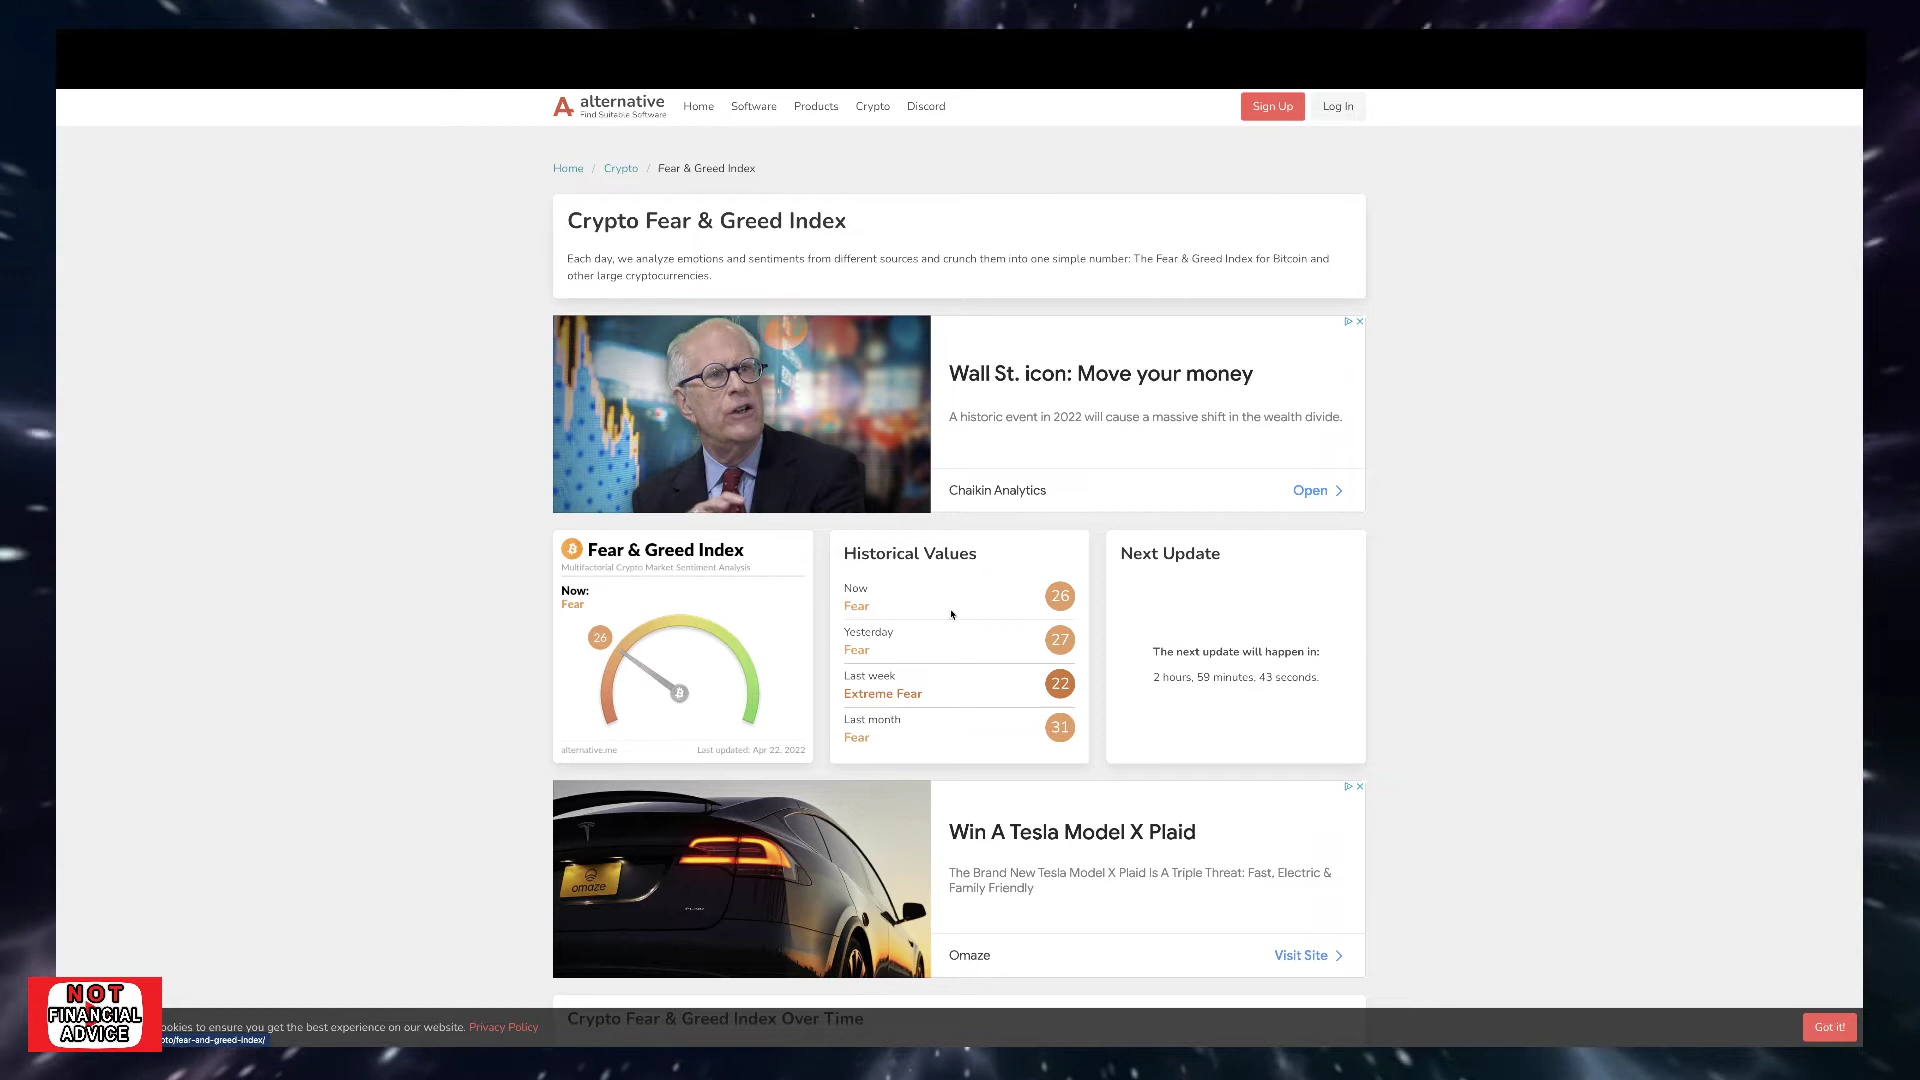 alternative
Find Suitable Software
Home Software Products Crypto Discord
Sign Up Log In
Home / Crypto / Fear & Greed Index
Crypto Fear & Greed Index
Each day, we analyze emotions and sentiments from different sources and crunch them into one simple number: The Fear & Greed Index for Bitcoin and
other large cryptocurrencies.
Wall St. icon: Move your money
A historic event in 2022 will cause a massive shift in the wealth divide.
Chaikin Analytics
Open
Fear & Greed Index
Multifactorial Crypto Market Sentiment Analysis
Now:
Fear
26
alternative.me
Last updated: Apr 22, 2022
Historical Values
Now
Fear
26
Yesterday
Fear
27
Last week
Extreme Fear
22
Last month
Fear
31
Next Update
The next update will happen in:
2 hours, 59 minutes, 43 seconds.
omaze
Win A Tesla Model X Plaid
The Brand New Tesla Model X Plaid Is A Triple Threat: Fast, Electric &
Family Friendly
Omaze
Visit Site
Crypto Fear & Greed Index Over Time
ookies to ensure you get the best experience on our website. Privacy Policy
Got it!
pto/fear-and-greed-index/
NOT
FINANCIAL
ADVICE